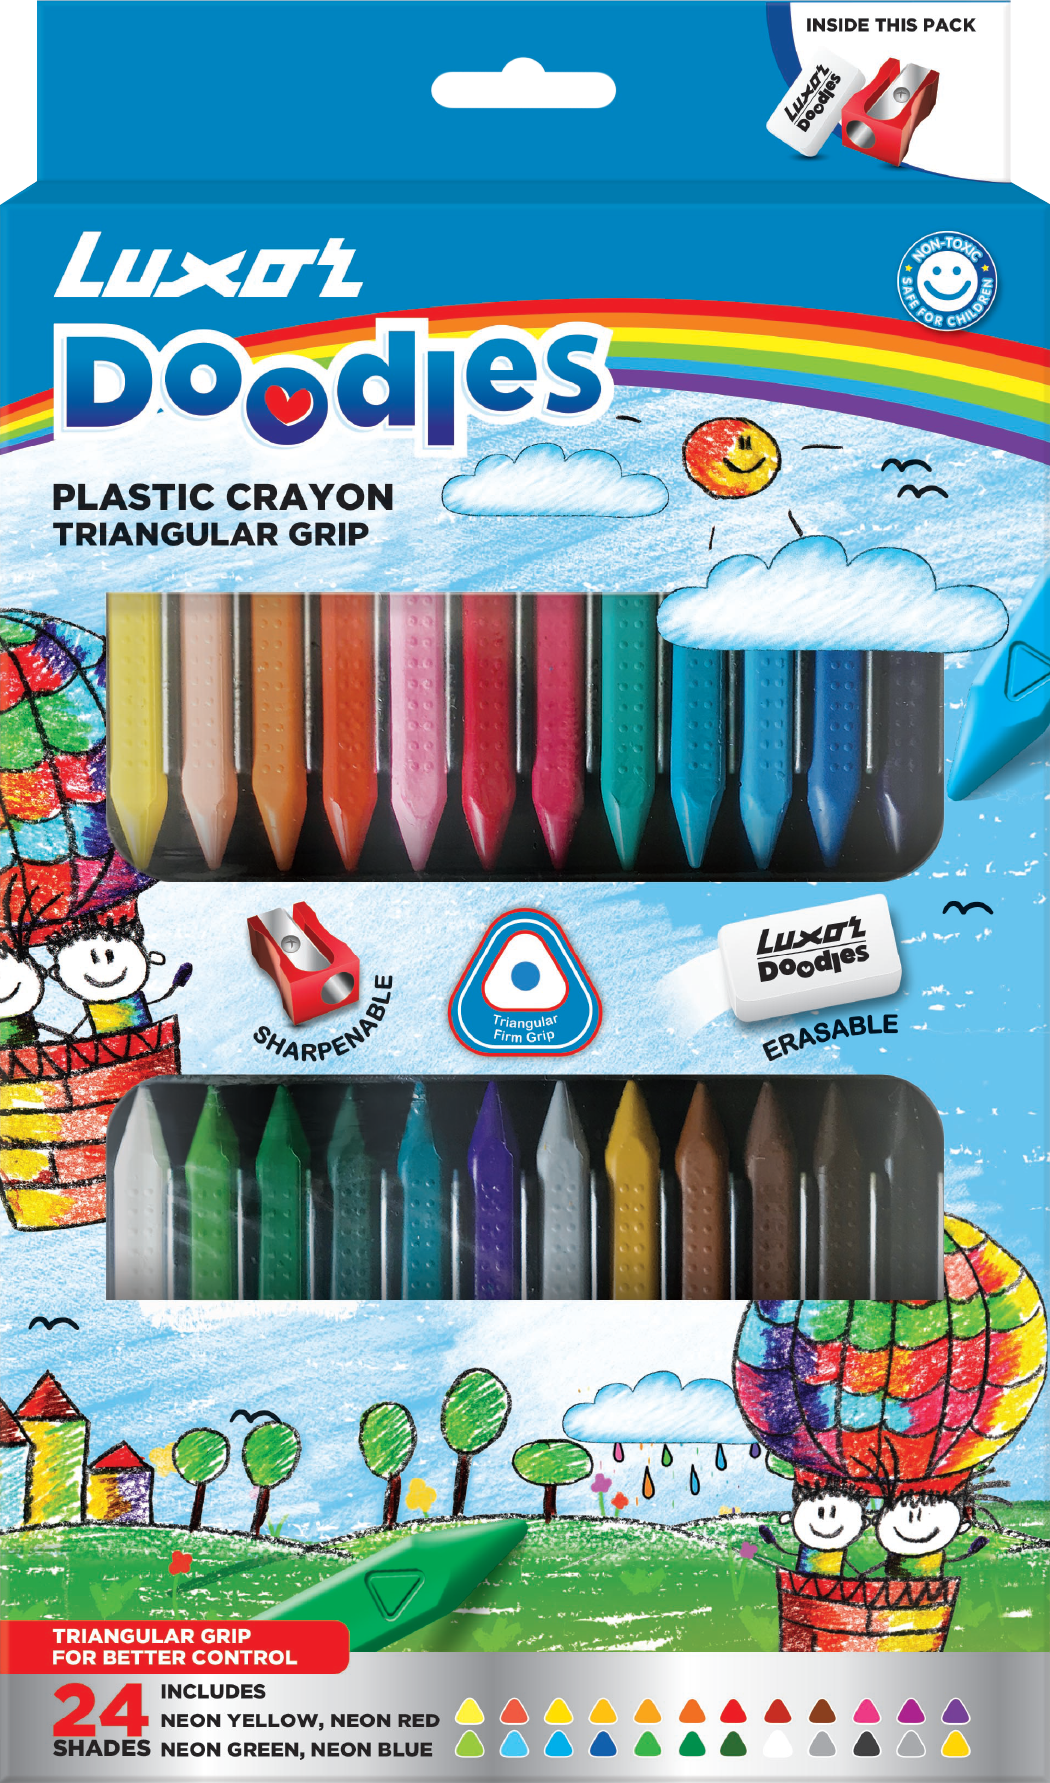 INSIDE THIS PACK
Luxor
Doodles
Luxor
NON-TOXIC
SAFE FOR CHILDREN
Doodles
PLASTIC CRAYON
TRIANGULAR GRIP
SHARPENABLE
Triangular
Firm Grip
Luxor
Doodles
ERASABLE
TRIANGULAR GRIP
FOR BETTER CONTROL
24
SHADES
INCLUDES
NEON YELLOW, NEON RED
NEON GREEN, NEON BLUE